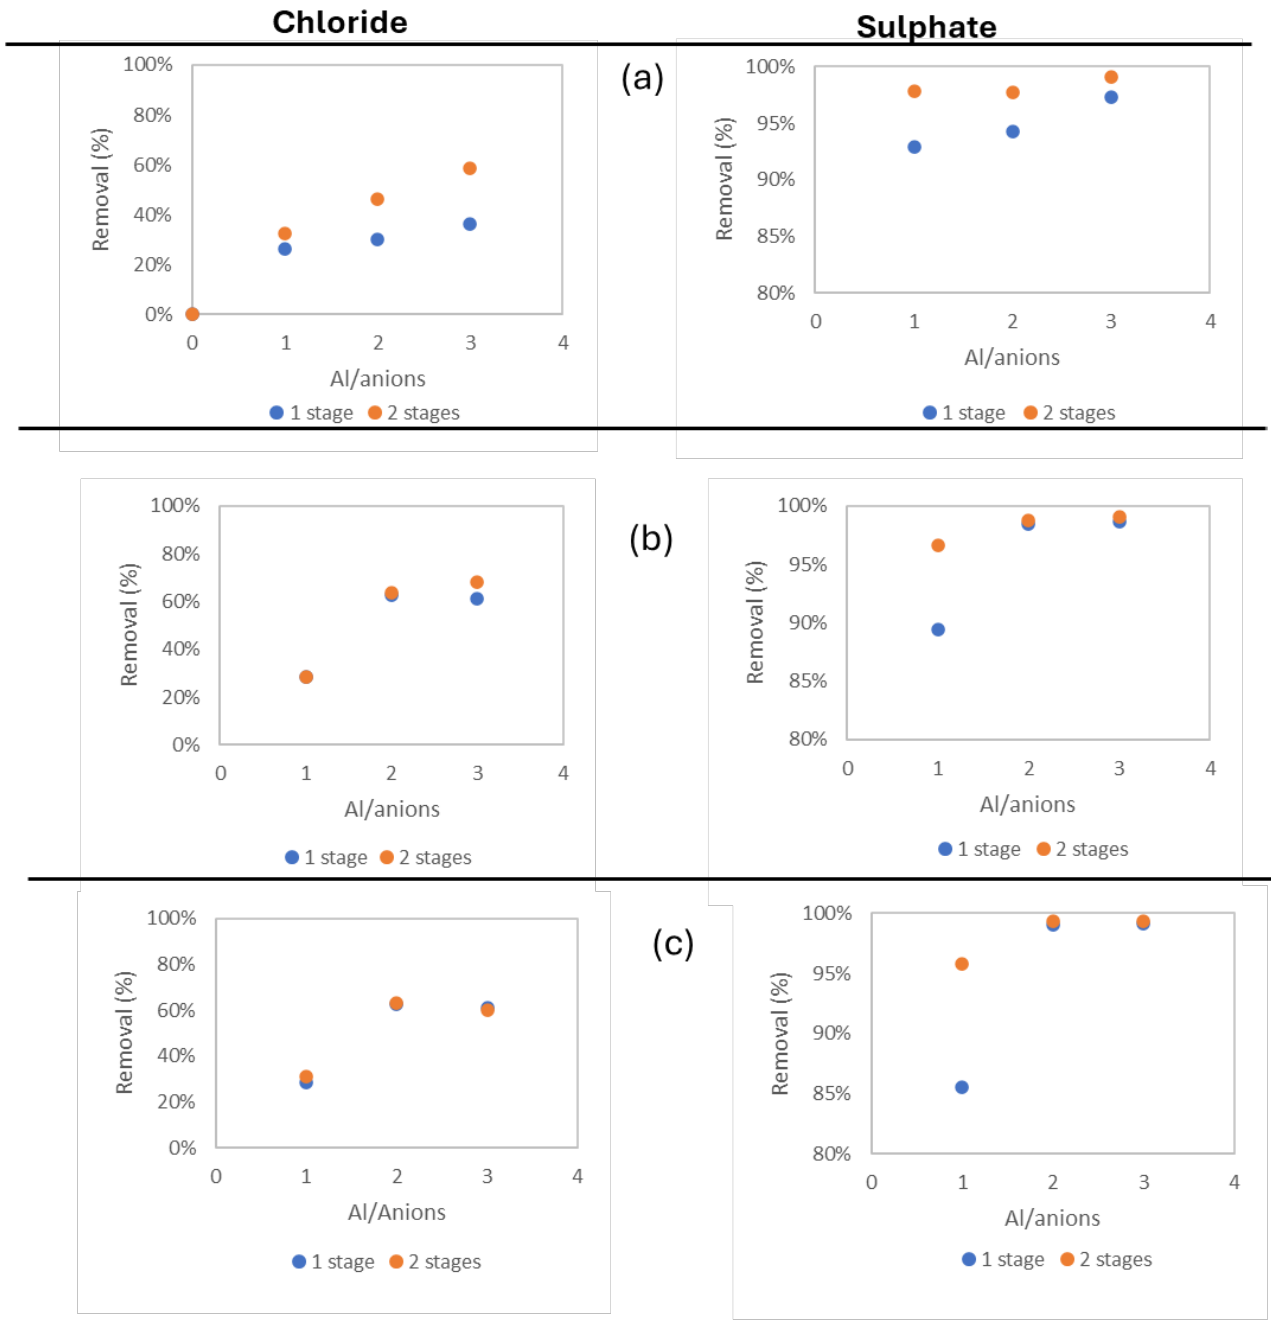 Chloride
Sulphate
(a)
100%
80%
60%
40%
20%
0%
Removal (%)
0 1 2 3 4
Al/anions
1 stage 2 stages
100%
95%
90%
85%
80%
Removal (%)
0 1 2 3 4
Al/anions
1 stage 2 stages
(b)
100%
80%
60%
40%
20%
0%
Removal (%)
0 1 2 3 4
Al/anions
1 stage 2 stages
100%
95%
90%
85%
80%
Removal (%)
0 1 2 3 4
Al/anions
1 stage 2 stages
(c)
100%
80%
60%
40%
20%
0%
Removal (%)
0 1 2 3 4
Al/Anions
1 stage 2 stages
100%
95%
90%
85%
80%
Removal (%)
0 1 2 3 4
Al/anions
1 stage 2 stages